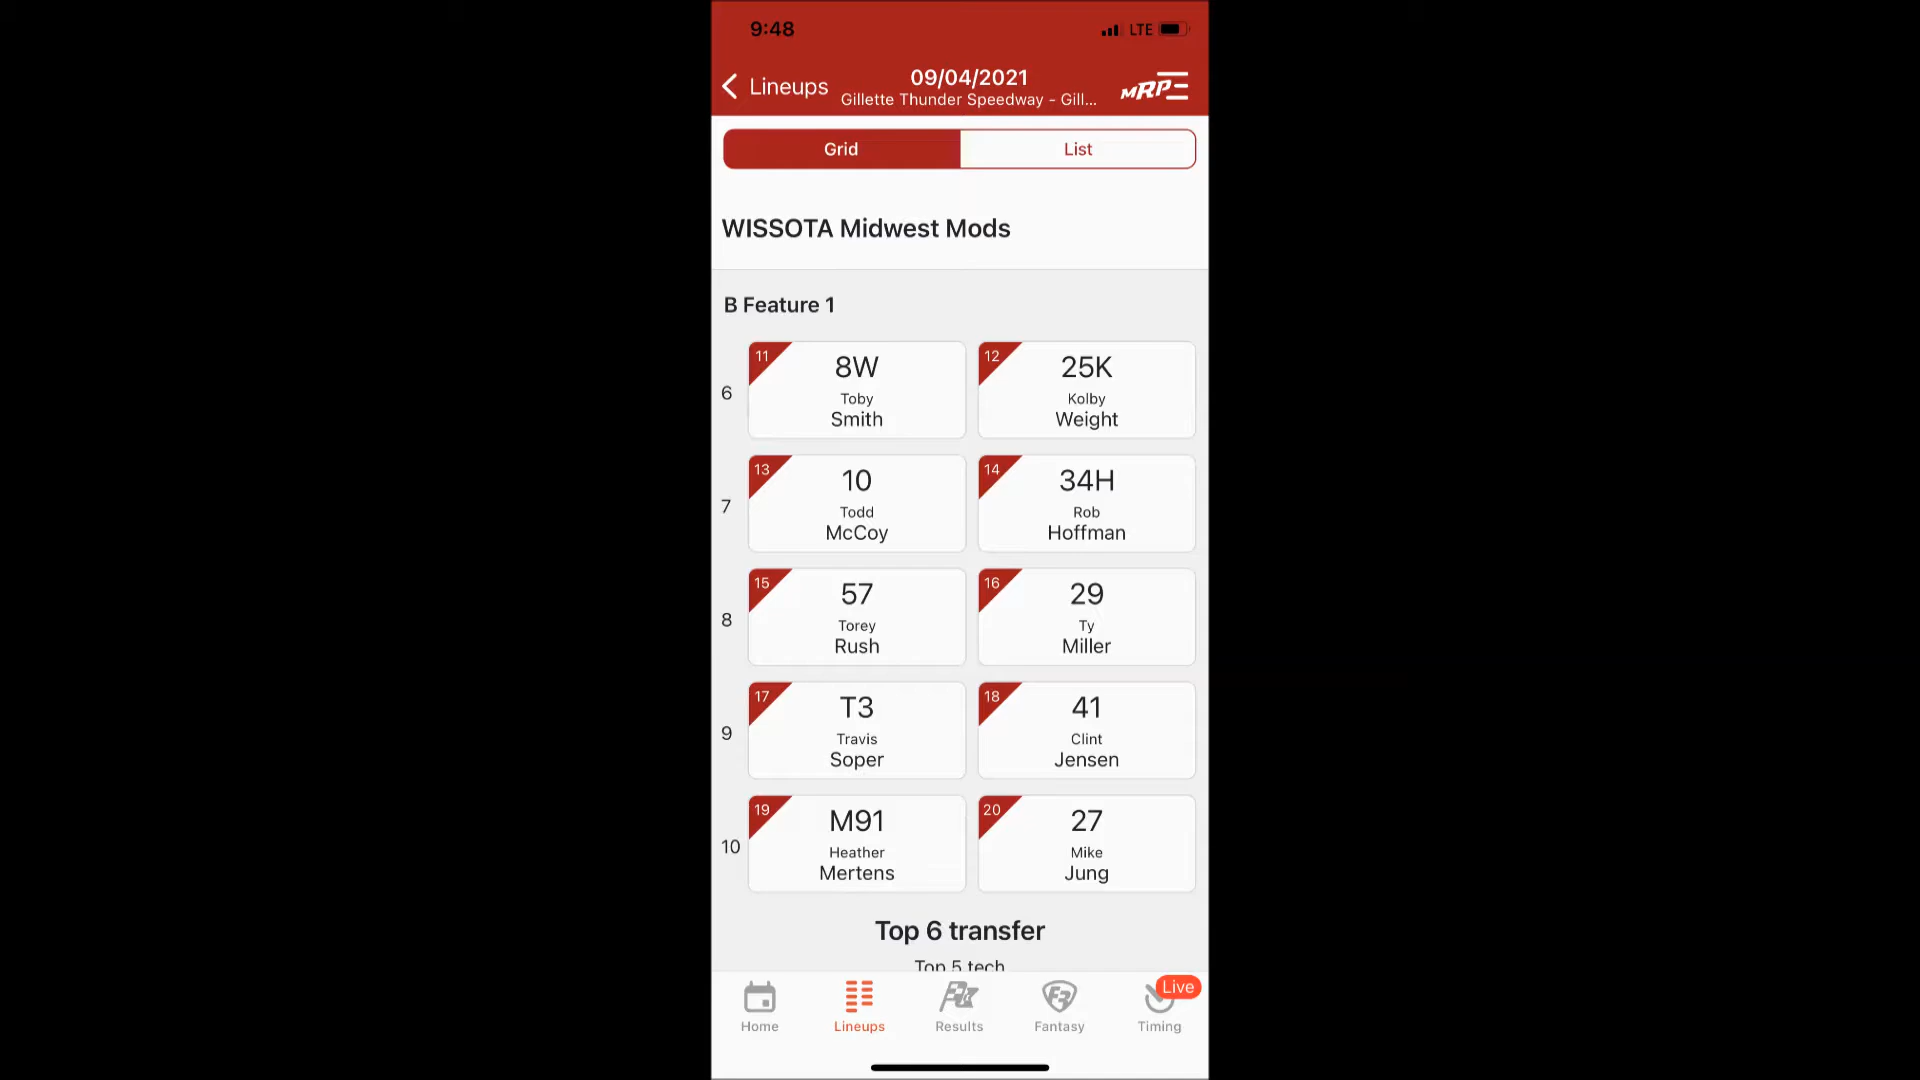 9:48
LTE
Lineups
09/04/2021
Gillette Thunder Speedway - Gill...
MRP
Grid
List
WISSOTA Midwest Mods
B Feature 1
6
11
8W
Toby
Smith
12
25K
Kolby
Weight
7
13
10
Todd
McCoy
14
34H
Rob
Hoffman
8
15
57
Torey
Rush
16
29
Ty
Miller
9
17
T3
Travis
Soper
18
41
Clint
Jensen
10
19
M91
Heather
Mertens
20
27
Mike
Jung
Top 6 transfer
Top 5 tech
Live
Home
Lineups
Results
Fantasy
Timing